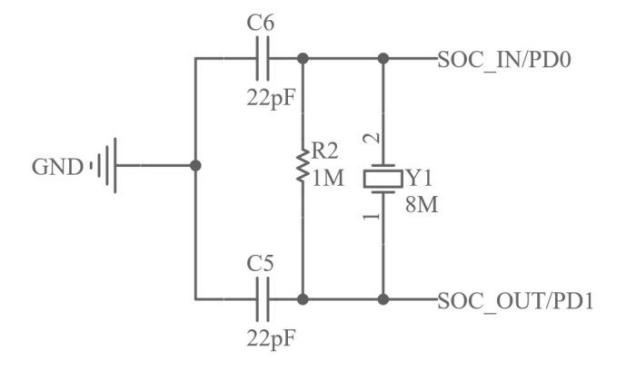 C6
SOC_IN/PD0
22pF
2
R2
1M
Y1
8M
GND
1
C5
SOC_OUT/PD1
22pF